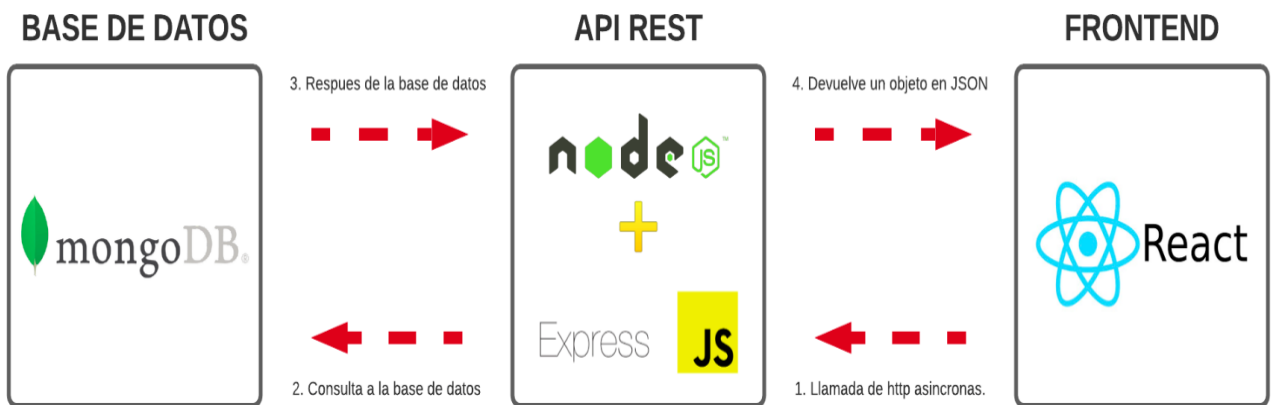 BASE DE DATOS
API REST
FRONTEND
3. Respues de la base de datos
4. Devuelve un objeto en JSON
node JS ™
mongoDB®
React
Express JS
2. Consulta a la base de datos
1. Llamada de http asincronas.